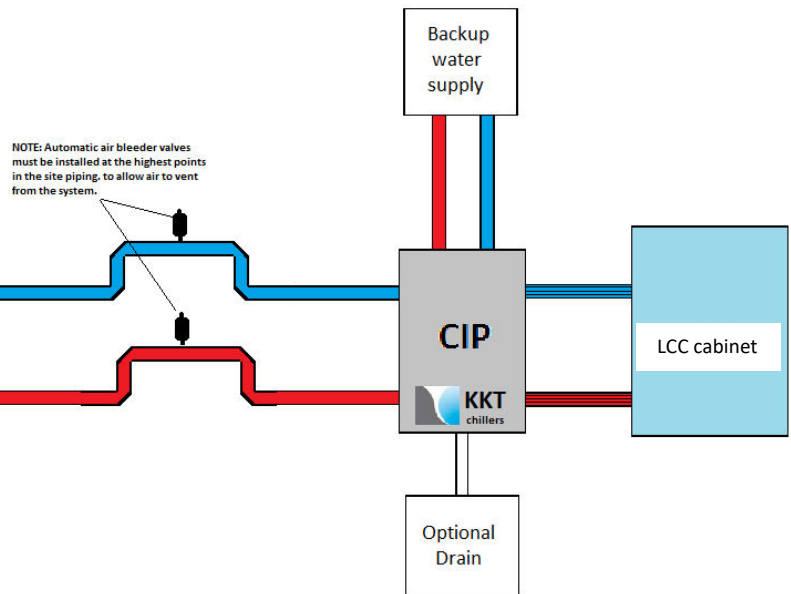 Backup
water
supply
NOTE: Automatic air bleeder valves
must be installed at the highest points
in the site piping. to allow air to vent
from the system.
CIP
KKT
chillers
LCC cabinet
Optional
Drain